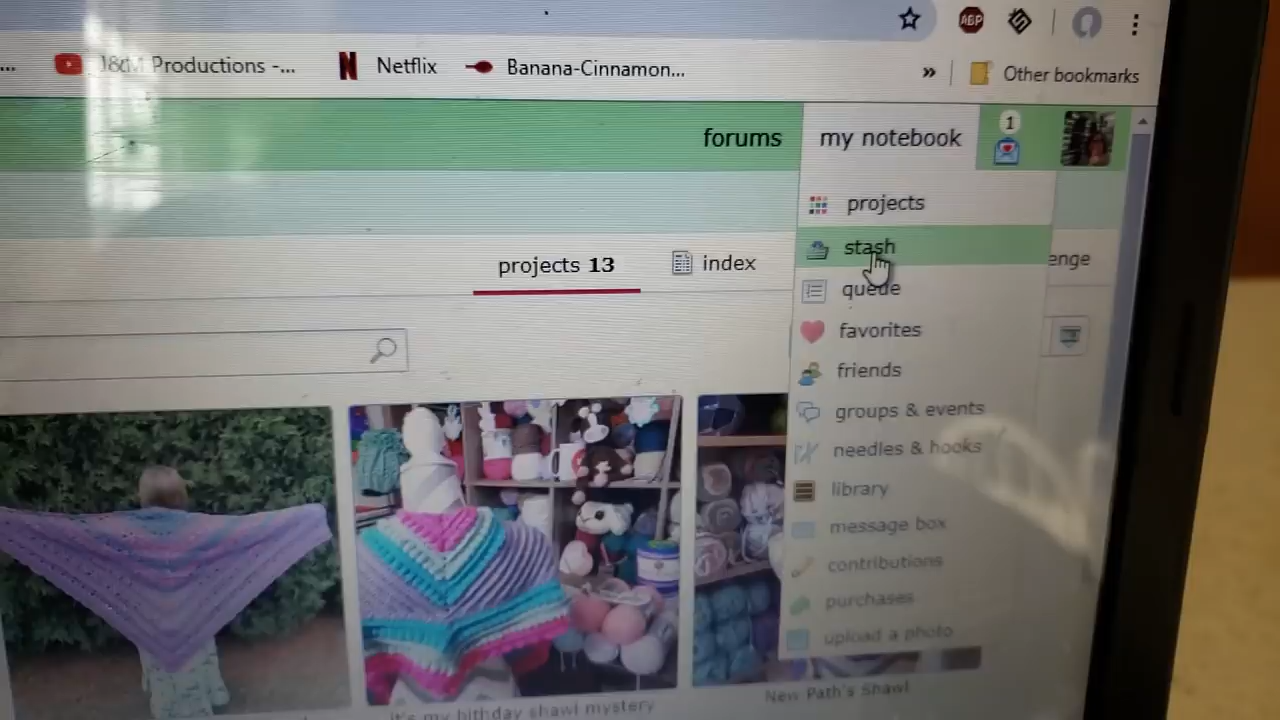 ABP
... J&M Productions -... Netflix Banana-Cinnamon... » Other bookmarks
forums my notebook 1
projects
stash
projects 13 index enge
queue
favorites
friends
groups & events
needles & hooks
library
message box
contributions
purchases
upload a photo
It's my bithday shawl mystery New Path's Shawl